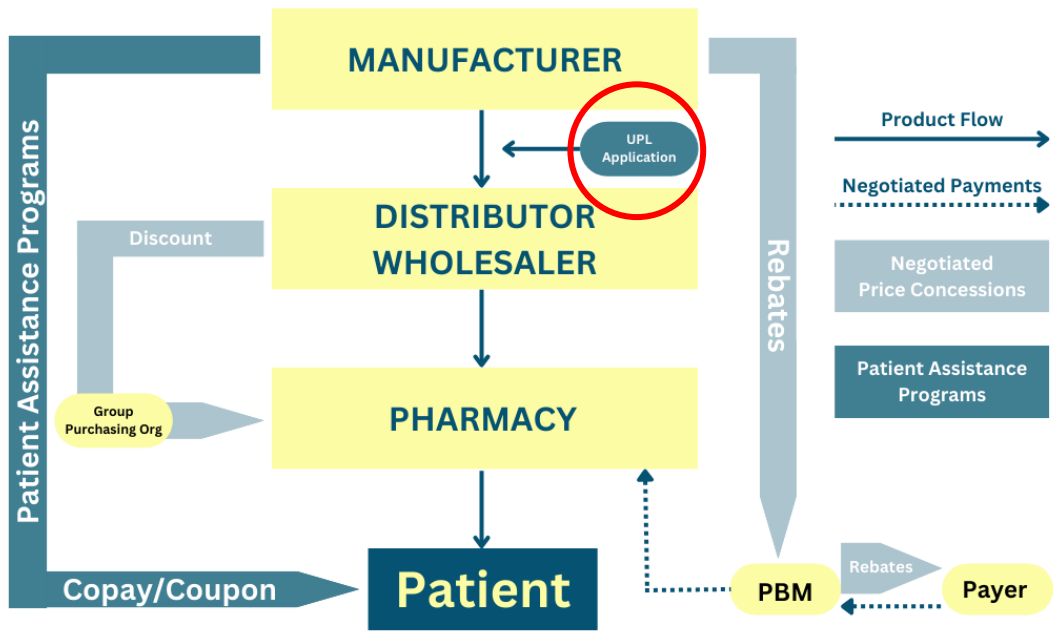 MANUFACTURER
UPL
Application
DISTRIBUTOR
WHOLESALER
Discount
Group
Purchasing Org
PHARMACY
Patient Assistance Programs
Copay/Coupon
Patient
Rebates
PBM
Rebates
Payer
Product Flow
Negotiated Payments
Negotiated
Price Concessions
Patient Assistance
Programs